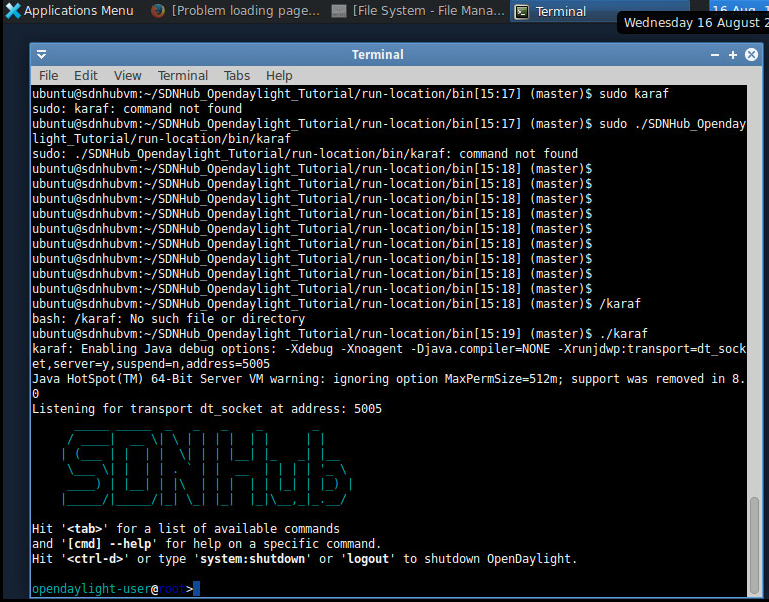 Applications Menu
[Problem loading page...
[File System - File Mana...
Terminal
16 Aug, 1
Wednesday 16 August 2
Terminal
File Edit View Terminal Tabs Help
ubuntu@sdnhubvm:~/SDNHub_Opendaylight_Tutorial/run-location/bin[15:17] (master)$ sudo karaf
sudo: karaf: command not found
ubuntu@sdnhubvm:~/SDNHub_Opendaylight_Tutorial/run-location/bin[15:17] (master)$ sudo ./SDNHub_Openday
light_Tutorial/run-location/bin/karaf
sudo: ./SDNHub_Opendaylight_Tutorial/run-location/bin/karaf: command not found
ubuntu@sdnhubvm:~/SDNHub_Opendaylight_Tutorial/run-location/bin[15:18] (master)$
ubuntu@sdnhubvm:~/SDNHub_Opendaylight_Tutorial/run-location/bin[15:18] (master)$
ubuntu@sdnhubvm:~/SDNHub_Opendaylight_Tutorial/run-location/bin[15:18] (master)$
ubuntu@sdnhubvm:~/SDNHub_Opendaylight_Tutorial/run-location/bin[15:18] (master)$
ubuntu@sdnhubvm:~/SDNHub_Opendaylight_Tutorial/run-location/bin[15:18] (master)$
ubuntu@sdnhubvm:~/SDNHub_Opendaylight_Tutorial/run-location/bin[15:18] (master)$
ubuntu@sdnhubvm:~/SDNHub_Opendaylight_Tutorial/run-location/bin[15:18] (master)$
ubuntu@sdnhubvm:~/SDNHub_Opendaylight_Tutorial/run-location/bin[15:18] (master)$
ubuntu@sdnhubvm:~/SDNHub_Opendaylight_Tutorial/run-location/bin[15:18] (master)$
ubuntu@sdnhubvm:~/SDNHub_Opendaylight_Tutorial/run-location/bin[15:18] (master)$ /karaf
bash: /karaf: No such file or directory
ubuntu@sdnhubvm:~/SDNHub_Opendaylight_Tutorial/run-location/bin[15:19] (master)$ ./karaf
karaf: Enabling Java debug options: -Xdebug -Xnoagent -Djava.compiler=NONE -Xrunjdwp:transport=dt_sock
et,server=y,suspend=n,address=5005
Java HotSpot(TM) 64-Bit Server VM warning: ignoring option MaxPermSize=512m; support was removed in 8.
0
Listening for transport dt_socket at address: 5005
SDNHub
Hit '<tab>' for a list of available commands
and '[cmd] --help' for help on a specific command.
Hit '<ctrl-d>' or type 'system:shutdown' or 'logout' to shutdown OpenDaylight.
opendaylight-user@root>